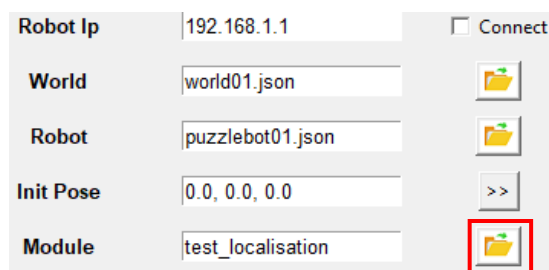 Robot Ip 192.168.1.1 Connect
World world01.json
Robot puzzlebot01.json
Init Pose 0.0, 0.0, 0.0 >>
Module test_localisation